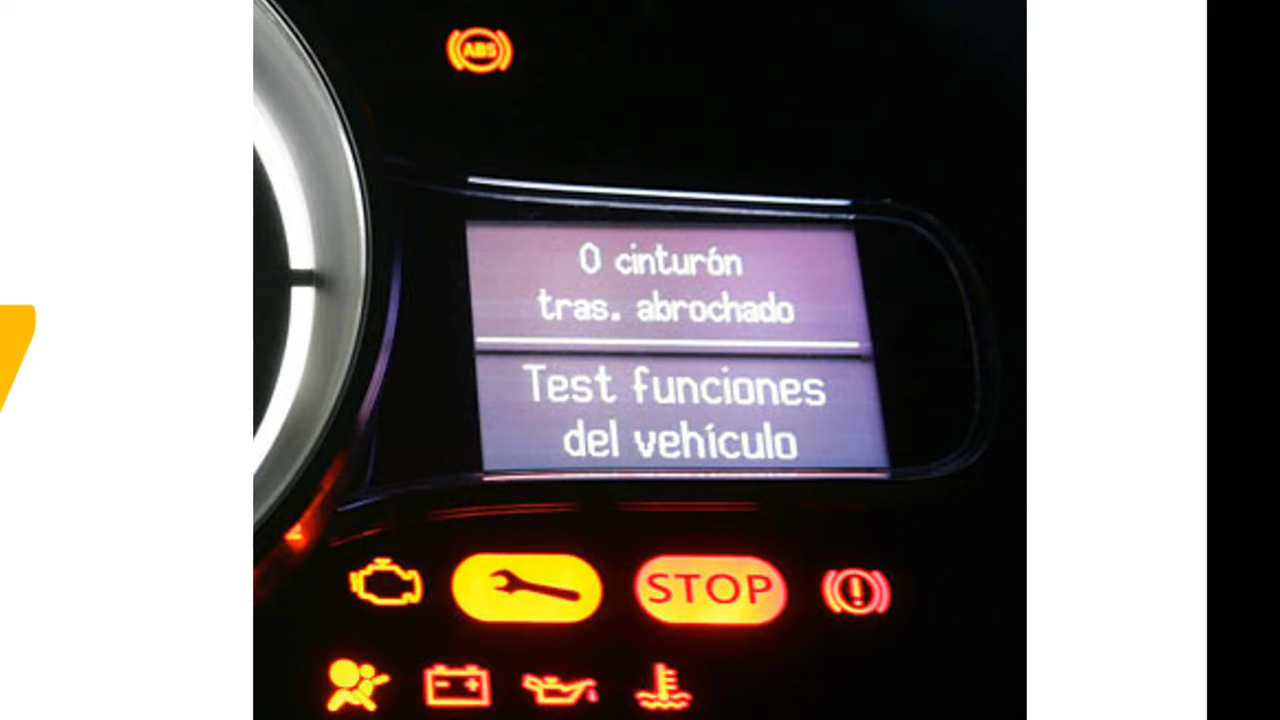 ABS
0 cinturón
tras. abrochado
Test funciones
del vehículo
STOP